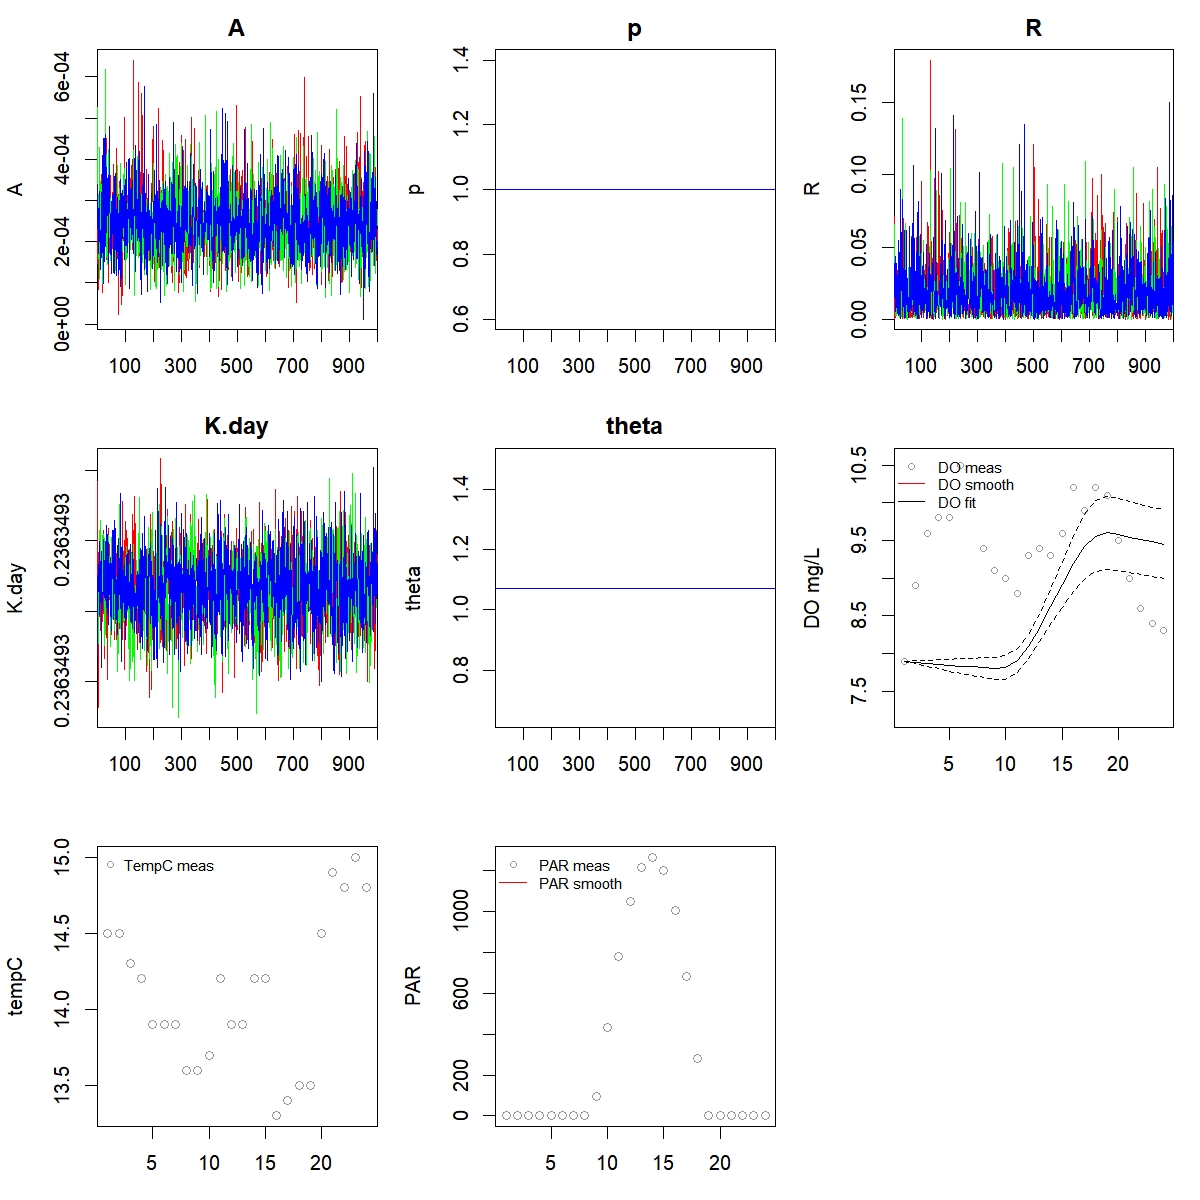 A
p
R
A
0e+00
2e-04
4e-04
6e-04
100 300 500 700 900
p
0.6
0.8
1.0
1.2
1.4
100 300 500 700 900
R
0.00
0.05
0.10
0.15
100 300 500 700 900
K.day
theta
K.day
0.2363493
0.2363493
100 300 500 700 900
theta
0.8
1.0
1.2
1.4
100 300 500 700 900
DO mg/L
7.5
8.5
9.5
10.5
DO meas
DO smooth
DO fit
5 10 15 20
tempC
13.5
14.0
14.5
15.0
TempC meas
5 10 15 20
PAR
0
200
600
1000
PAR meas
PAR smooth
5 10 15 20